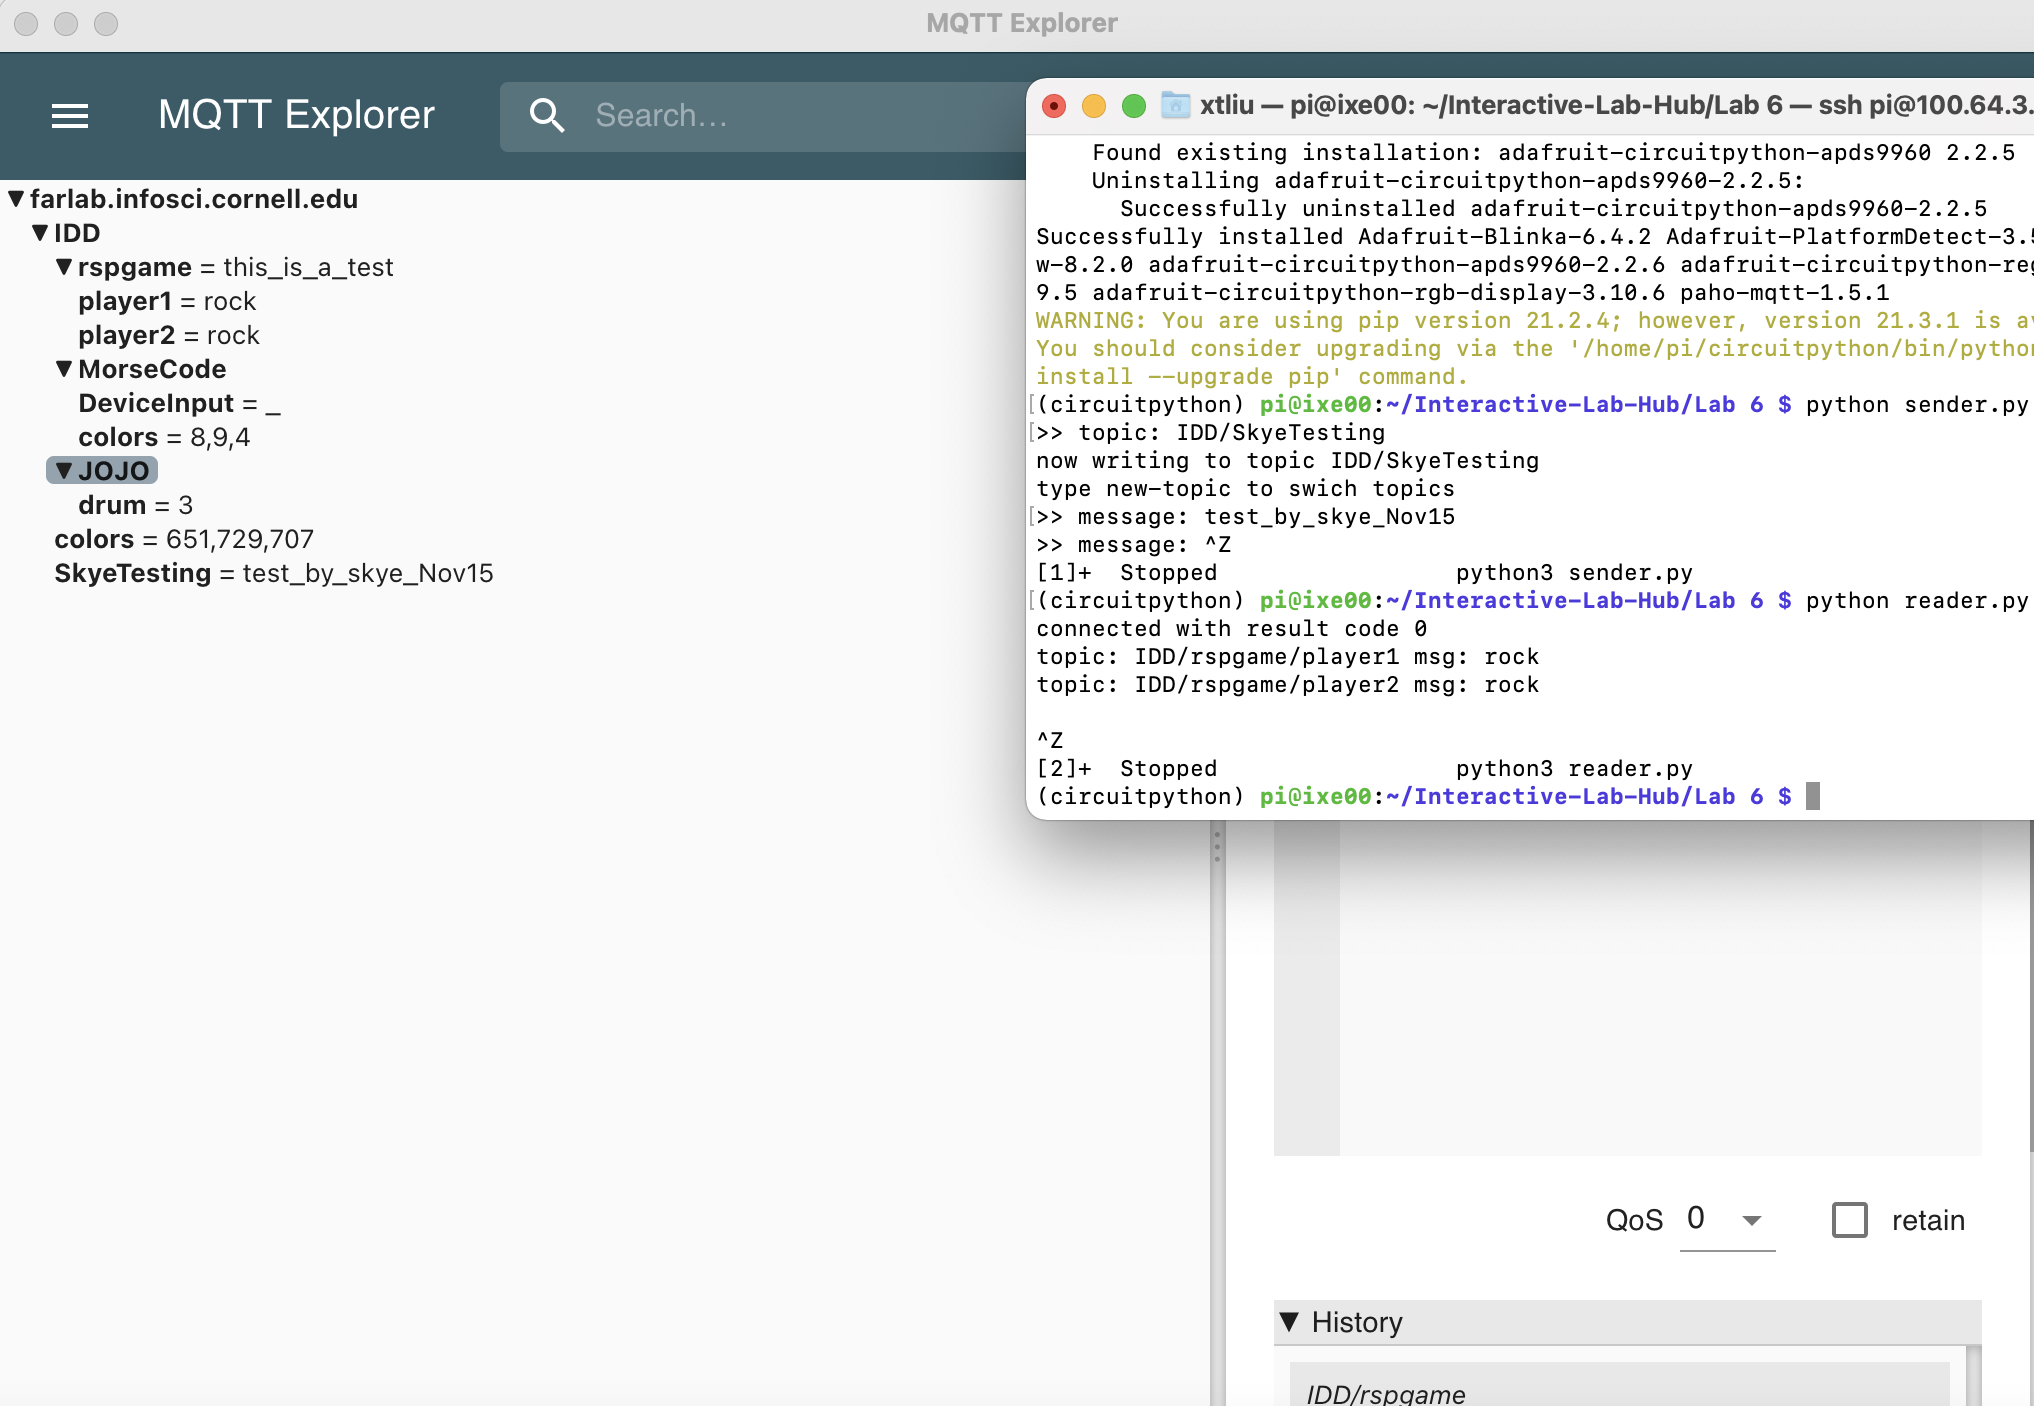 MQTT Explorer
MQTT Explorer
Search…
▼ farlab.infosci.cornell.edu
▼ IDD
▼ rspgame = this_is_a_test
player1 = rock
player2 = rock
▼ MorseCode
DeviceInput = _
colors = 8,9,4
▼ JOJO
drum = 3
colors = 651,729,707
SkyeTesting = test_by_skye_Nov15
xtliu — pi@ixe00: ~/Interactive-Lab-Hub/Lab 6 — ssh pi@100.64.3.
Found existing installation: adafruit-circuitpython-apds9960 2.2.5
Uninstalling adafruit-circuitpython-apds9960-2.2.5:
Successfully uninstalled adafruit-circuitpython-apds9960-2.2.5
Successfully installed Adafruit-Blinka-6.4.2 Adafruit-PlatformDetect-3.5
w-8.2.0 adafruit-circuitpython-apds9960-2.2.6 adafruit-circuitpython-reg
9.5 adafruit-circuitpython-rgb-display-3.10.6 paho-mqtt-1.5.1
WARNING: You are using pip version 21.2.4; however, version 21.3.1 is av
You should consider upgrading via the '/home/pi/circuitpython/bin/python
install --upgrade pip' command.
[(circuitpython) pi@ixe00:~/Interactive-Lab-Hub/Lab 6 $ python sender.py
[>> topic: IDD/SkyeTesting
now writing to topic IDD/SkyeTesting
type new-topic to swich topics
[>> message: test_by_skye_Nov15
>> message: ^Z
[1]+ Stopped python3 sender.py
[(circuitpython) pi@ixe00:~/Interactive-Lab-Hub/Lab 6 $ python reader.py
connected with result code 0
topic: IDD/rspgame/player1 msg: rock
topic: IDD/rspgame/player2 msg: rock
^Z
[2]+ Stopped python3 reader.py
(circuitpython) pi@ixe00:~/Interactive-Lab-Hub/Lab 6 $
QoS 0 retain
▼ History
IDD/rspgame